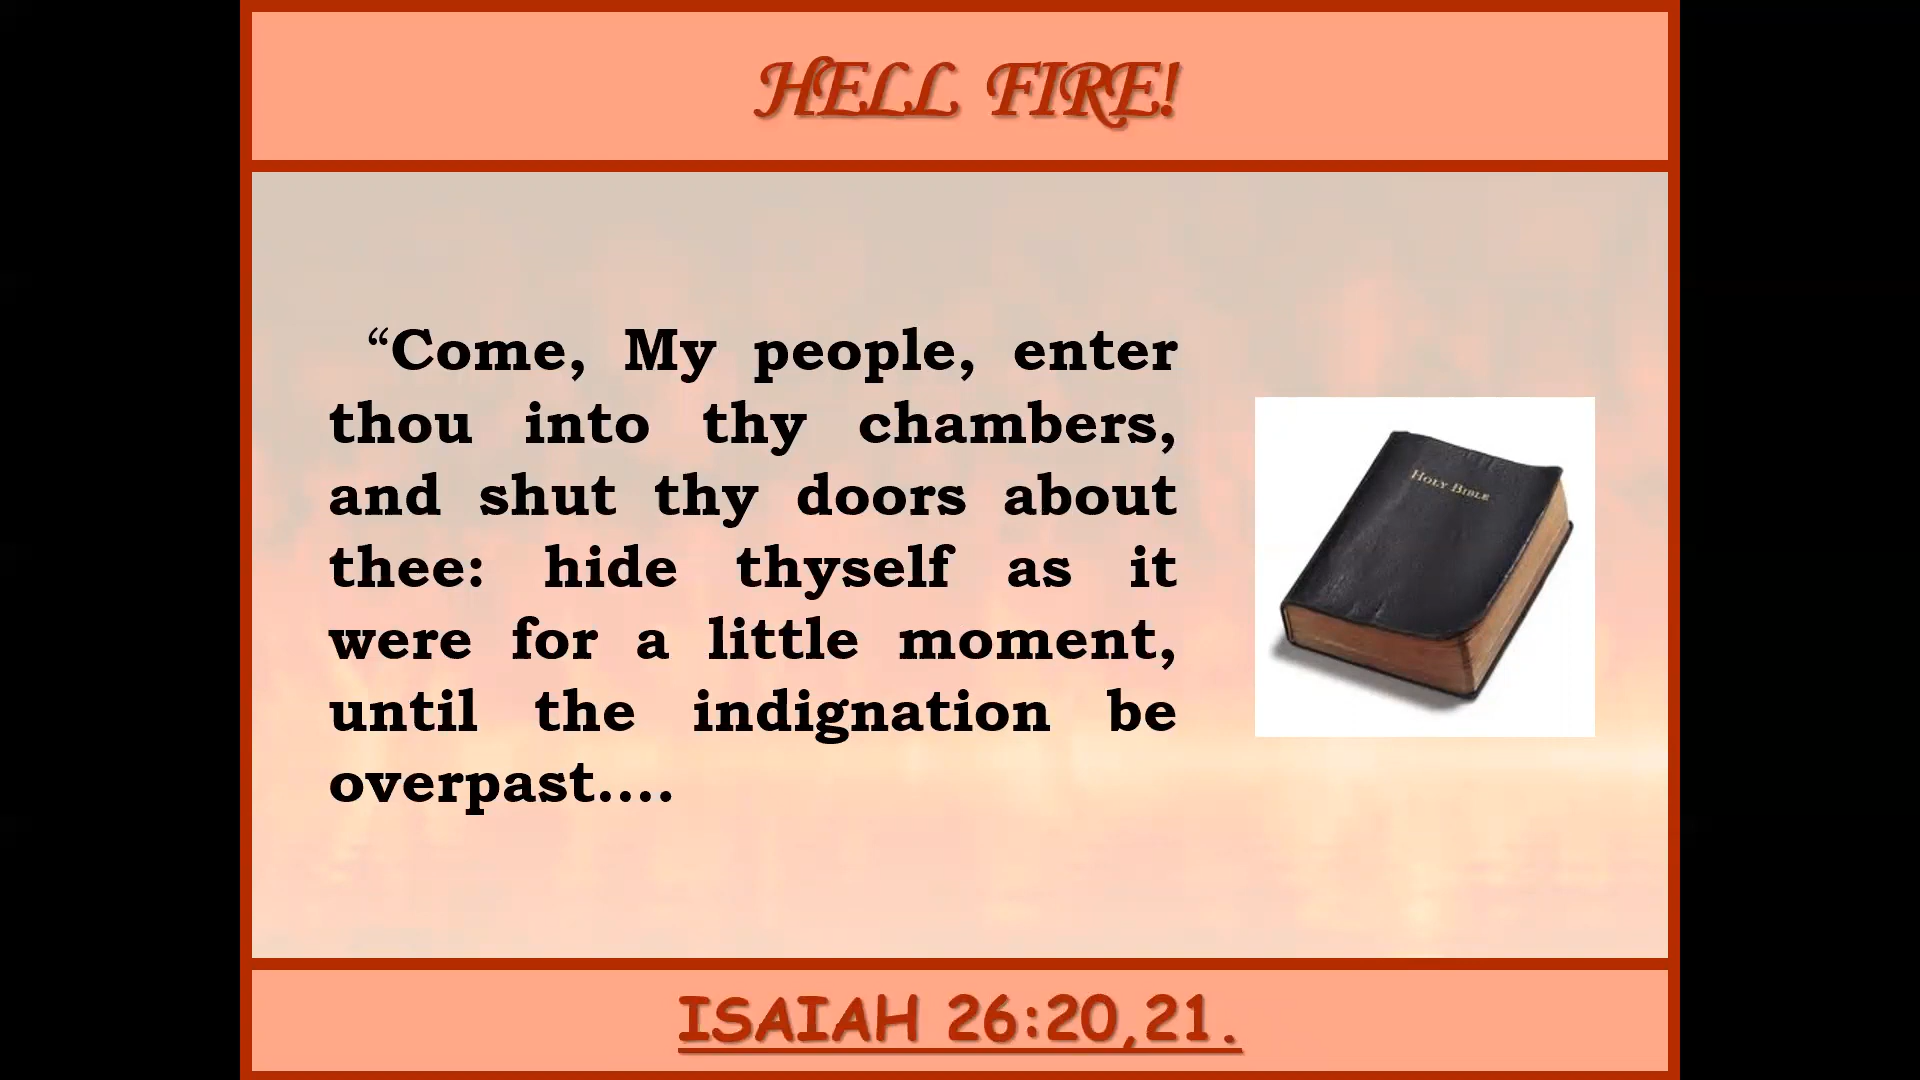 HELL FIRE!
“Come, My people, enter
thou into thy chambers,
and shut thy doors about
thee: hide thyself as it
were for a little moment,
until the indignation be
overpast....
HOLY BIBLE
ISAIAH 26:20,21.